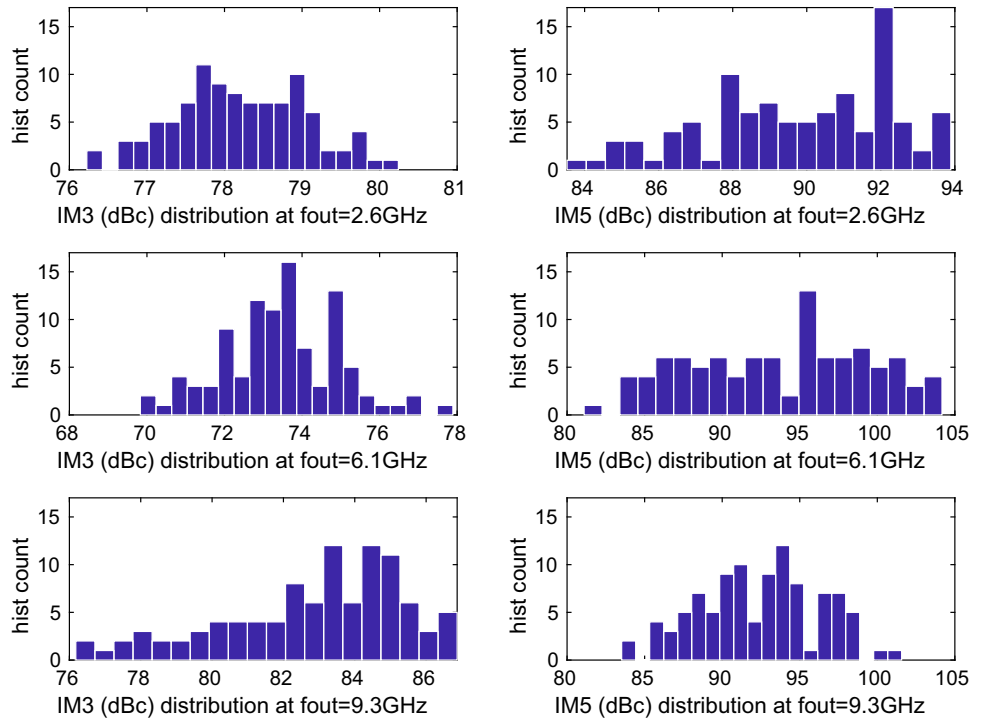 hist count
15
10
5
0
76 77 78 79 80 81
IM3 (dBc) distribution at fout=2.6GHz
hist count
15
10
5
0
84 86 88 90 92 94
IM5 (dBc) distribution at fout=2.6GHz
hist count
15
10
5
0
68 70 72 74 76 78
IM3 (dBc) distribution at fout=6.1GHz
hist count
15
10
5
0
80 85 90 95 100 105
IM5 (dBc) distribution at fout=6.1GHz
hist count
15
10
5
0
76 78 80 82 84 86
IM3 (dBc) distribution at fout=9.3GHz
hist count
15
10
5
0
80 85 90 95 100 105
IM5 (dBc) distribution at fout=9.3GHz